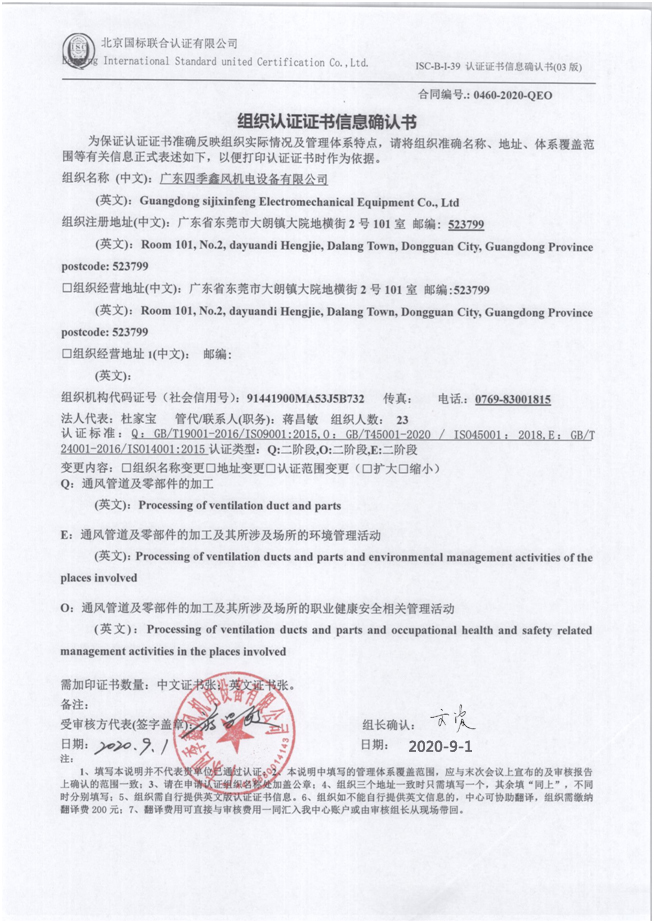 北京国标联合认证有限公司
Beijing International Standard united Certification Co.,Ltd.
ISC-B-I-39 认证证书信息确认书(03 版)
合同编号.: 0460-2020-QEO
组织认证证书信息确认书
为保证认证证书准确反映组织实际情况及管理体系特点，请将组织准确名称、地址、体系覆盖范
围等有关信息正式表述如下，以便打印认证证书时作为依据。
组织名称（中文）：广东四季鑫风机电设备有限公司
（英文）：Guangdong sijixinfeng Electromechanical Equipment Co., Ltd
组织注册地址(中文)：广东省东莞市大朗镇大院地横街 2 号 101 室 邮编: 523799
（英文）：Room 101, No.2, dayuandi Hengjie, Dalang Town, Dongguan City, Guangdong Province
postcode: 523799
□组织经营地址(中文)：广东省东莞市大朗镇大院地横街 2 号 101 室 邮编:523799
（英文）：Room 101, No.2, dayuandi Hengjie, Dalang Town, Dongguan City, Guangdong Province
postcode: 523799
□组织经营地址 1(中文)： 邮编:
（英文）：
组织机构代码证号（社会信用号）：91441900MA53J5B732 传真： 电话.: 0769-83001815
法人代表：杜家宝 管代/联系人(职务)：蒋昌敏 组织人数： 23
认证标准：Q：GB/T19001-2016/ISO9001:2015,O：GB/T45001-2020 / ISO45001：2018,E：GB/T
24001-2016/ISO14001:2015 认证类型：Q:二阶段,O:二阶段,E:二阶段
变更内容：□组织名称变更□地址变更□认证范围变更（□扩大□缩小）
Q：通风管道及零部件的加工
（英文）：Processing of ventilation duct and parts
E：通风管道及零部件的加工及其所涉及场所的环境管理活动
（英文）：Processing of ventilation ducts and parts and environmental management activities of the
places involved
O：通风管道及零部件的加工及其所涉及场所的职业健康安全相关管理活动
（英文）：Processing of ventilation ducts and parts and occupational health and safety related
management activities in the places involved
需加印证书数量：中文证书张；英文证书张。
备注:
受审核方代表(签字盖章): 组长确认：
日期: 2020.9.1 日期： 2020-9-1
注：
1、填写本说明并不代表贵单位已通过认证。2、本说明中填写的管理体系覆盖范围，应与末次会议上宣布的及审核报告
上确认的范围一致；3、请在申请认证组织名称处加盖公章；4、组织三个地址一致时只需填写一个，其余填“同上”，不同
时分别填写；5、组织需自行提供英文版认证证书信息。6、组织如不能自行提供英文信息的，中心可协助翻译，组织需缴纳
翻译费 200 元；7、翻译费用可直接与审核费用一同汇入我中心账户或由审核组长从现场带回。